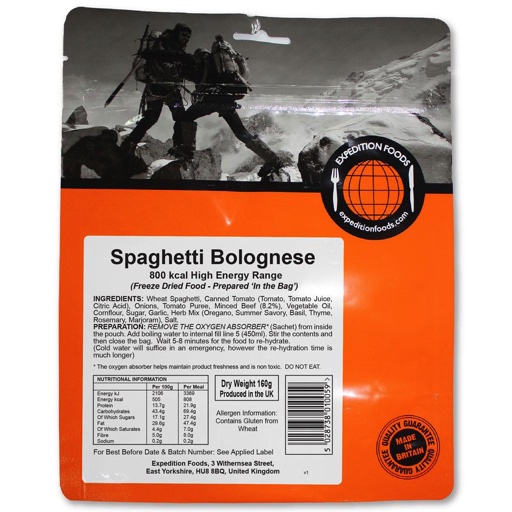 EXPEDITION FOODS
expeditionfoods.com
Spaghetti Bolognese
800 kcal High Energy Range
(Freeze Dried Food - Prepared 'In the Bag')
INGREDIENTS: Wheat Spaghetti, Canned Tomato (Tomato, Tomato Juice,
Citric Acid), Onions, Tomato Puree, Minced Beef (8.2%), Vegetable Oil,
Cornflour, Sugar, Garlic, Herb Mix (Oregano, Summer Savory, Basil, Thyme,
Rosemary, Marjoram), Salt.
PREPARATION: REMOVE THE OXYGEN ABSORBER* (Sachet) from inside
the pouch. Add boiling water to internal fill line 5 (450ml). Stir the contents and
then close the bag. Wait 5-8 minutes for the food to re-hydrate.
(Cold water will suffice in an emergency, however the re-hydration time is
much longer)
* The oxygen absorber helps maintain product freshness and is non toxic. DO NOT EAT.
NUTRITIONAL INFORMATION
Per 100g Per Meal
Energy kJ 2106 3369
Energy kcal 505 808
Protein 13.7g 21.9g
Carbohydrates 43.4g 69.4g
Of Which Sugars 17.1g 27.4g
Fat 29.6g 47.4g
Of Which Saturates 4.4g 7.0g
Fibre 5.0g 8.0g
Sodium 0.2g 0.2g
Dry Weight 160g
Produced in the UK
Allergen Information:
Contains Gluten from
Wheat
5 028738 010059
For Best Before Date & Batch Number: See Applied Label
Expedition Foods, 3 Withernsea Street,
East Yorkshire, HU8 8BQ, United Kingdom
v1
QUALITY GUARANTEE
MADE IN
BRITAIN
QUALITY GUARANTEE